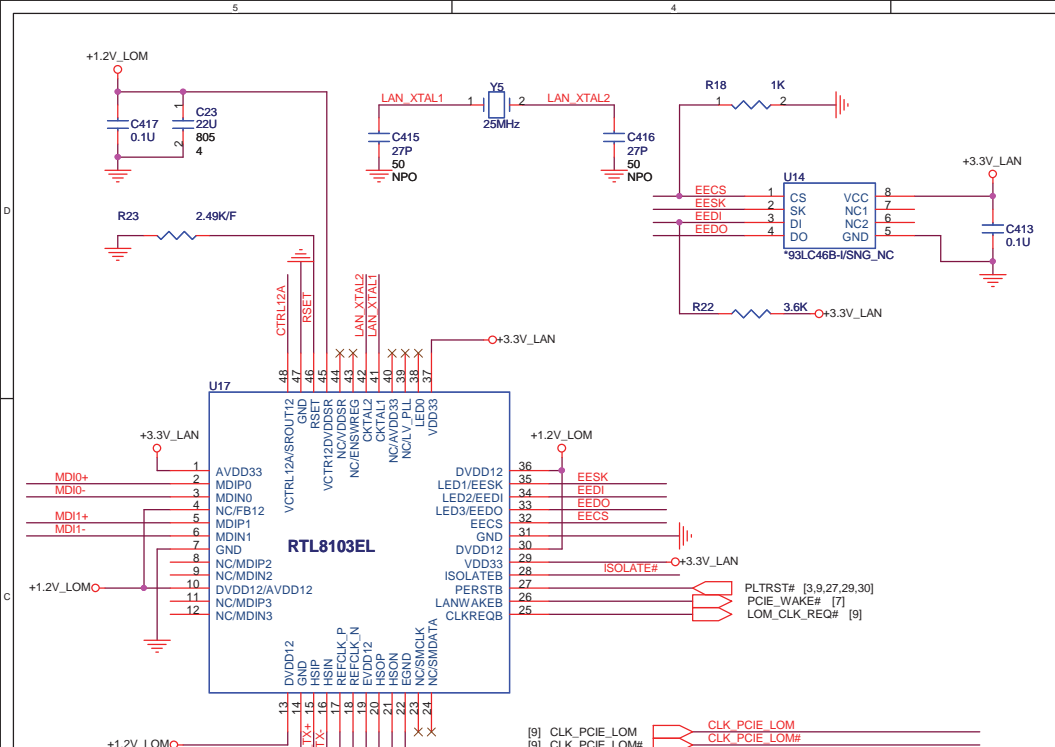 5 4
+1.2V_LOM
C417
0.1U
1
C23
22U
805
4
2
LAN_XTAL1 1 Y5 2 LAN_XTAL2
25MHz
C415
27P
50
NPO
C416
27P
50
NPO
R18 1K
1 2
+3.3V_LAN
D
U14
EECS 1 CS VCC 8
EESK 2 SK NC1 7
EEDI 3 DI NC2 6
EEDO 4 DO GND 5
*93LC46B-I/SNG_NC
C413
0.1U
R23 2.49K/F
R22 3.6K +3.3V_LAN
CTRL12A
RSET
LAN_XTAL2
LAN_XTAL1
+3.3V_LAN
48 47 46 45 44 43 42 41 40 39 38 37
U17
VCTRL12A/SROUT12
GND
RSET
VCTR12DVDDSR
NC/VDDSR
NC/ENSWREG
CKTAL2
CKTAL1
NC/AVDD33
NC/LV_PLL
LED0
VDD33
+3.3V_LAN
+1.2V_LOM
1 AVDD33
MDI0+ 2 MDIP0
MDI0- 3 MDIN0
4 NC/FB12
MDI1+ 5 MDIP1
MDI1- 6 MDIN1
7 GND
8 NC/MDIP2
9 NC/MDIN2
+1.2V_LOM 10 DVDD12/AVDD12
11 NC/MDIP3
12 NC/MDIN3
RTL8103EL
DVDD12 36
LED1/EESK 35 EESK
LED2/EEDI 34 EEDI
LED3/EEDO 33 EEDO
EECS 32 EECS
GND 31
DVDD12 30
VDD33 29 +3.3V_LAN
ISOLATEB 28 ISOLATE#
PERSTB 27 PLTRST# [3,9,27,29,30]
LANWAKEB 26 PCIE_WAKE# [7]
CLKREQB 25 LOM_CLK_REQ# [9]
C
DVDD12
GND
HSIP
HSIN
REFCLK_P
REFCLK_N
EVDD12
HSOP
HSON
EGND
NC/SMCLK
NC/SMDATA
13 14 15 16 17 18 19 20 21 22 23 24
TX+
TX-
+1.2V_LOM
[9] CLK_PCIE_LOM CLK_PCIE_LOM
[9] CLK_PCIE_LOM# CLK_PCIE_LOM#